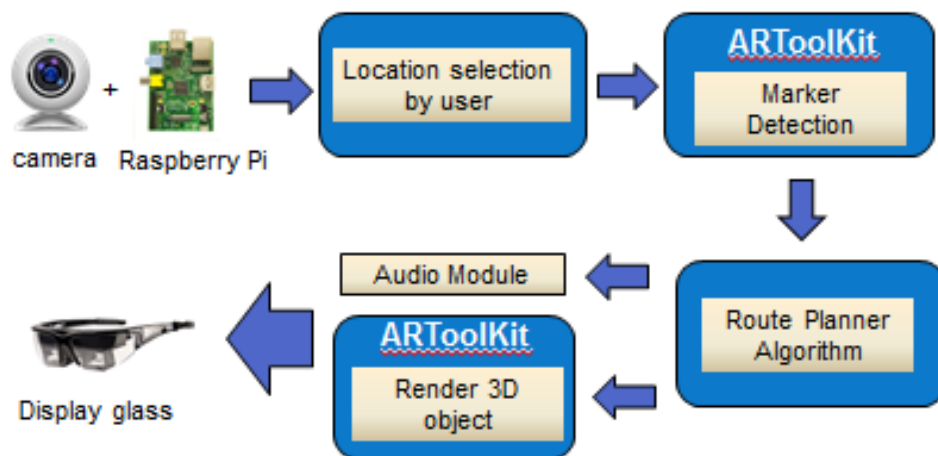 camera
+
Raspberry Pi
Location selection
by user
ARToolKit
Marker
Detection
Route Planner
Algorithm
Audio Module
ARToolKit
Render 3D
object
Display glass